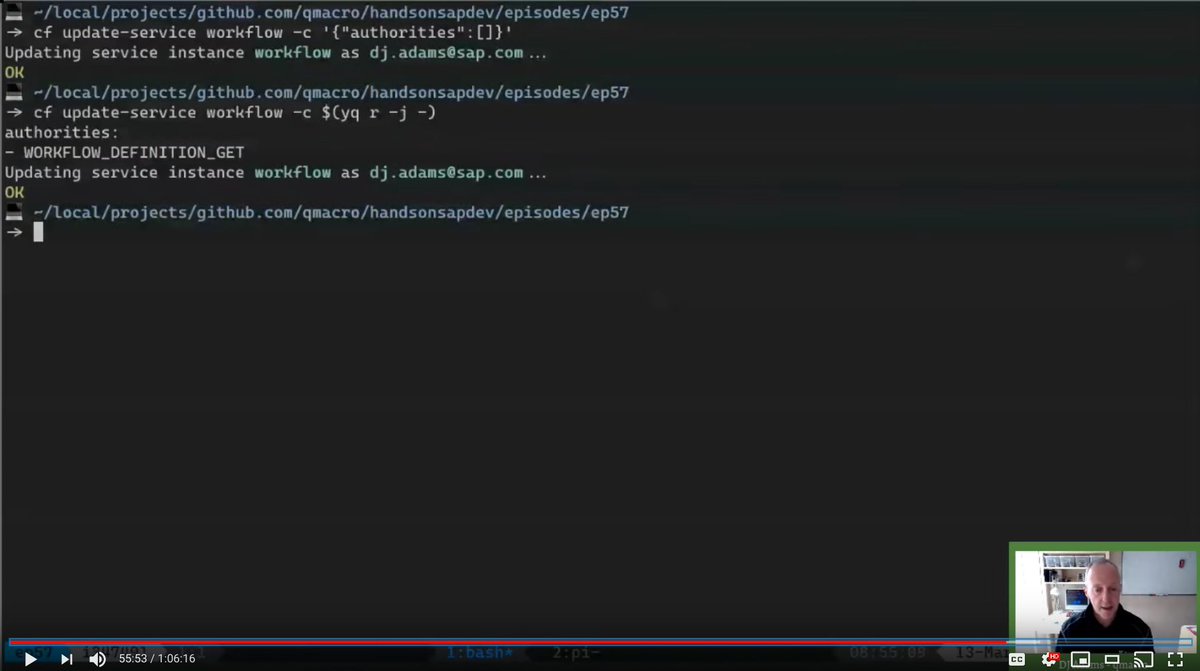 ~/local/projects/github.com/qmacro/handsonsapdev/episodes/ep57
→ cf update-service workflow -c '{"authorities":[]}'
Updating service instance workflow as dj.adams@sap.com...
OK
~/local/projects/github.com/qmacro/handsonsapdev/episodes/ep57
→ cf update-service workflow -c $(yq r -j -)
authorities:
- WORKFLOW_DEFINITION_GET
Updating service instance workflow as dj.adams@sap.com...
OK
~/local/projects/github.com/qmacro/handsonsapdev/episodes/ep57
→
ep57 1:bash* 2:pi- 08:55:09 13-Mar
55:53 / 1:06:16 CC HD